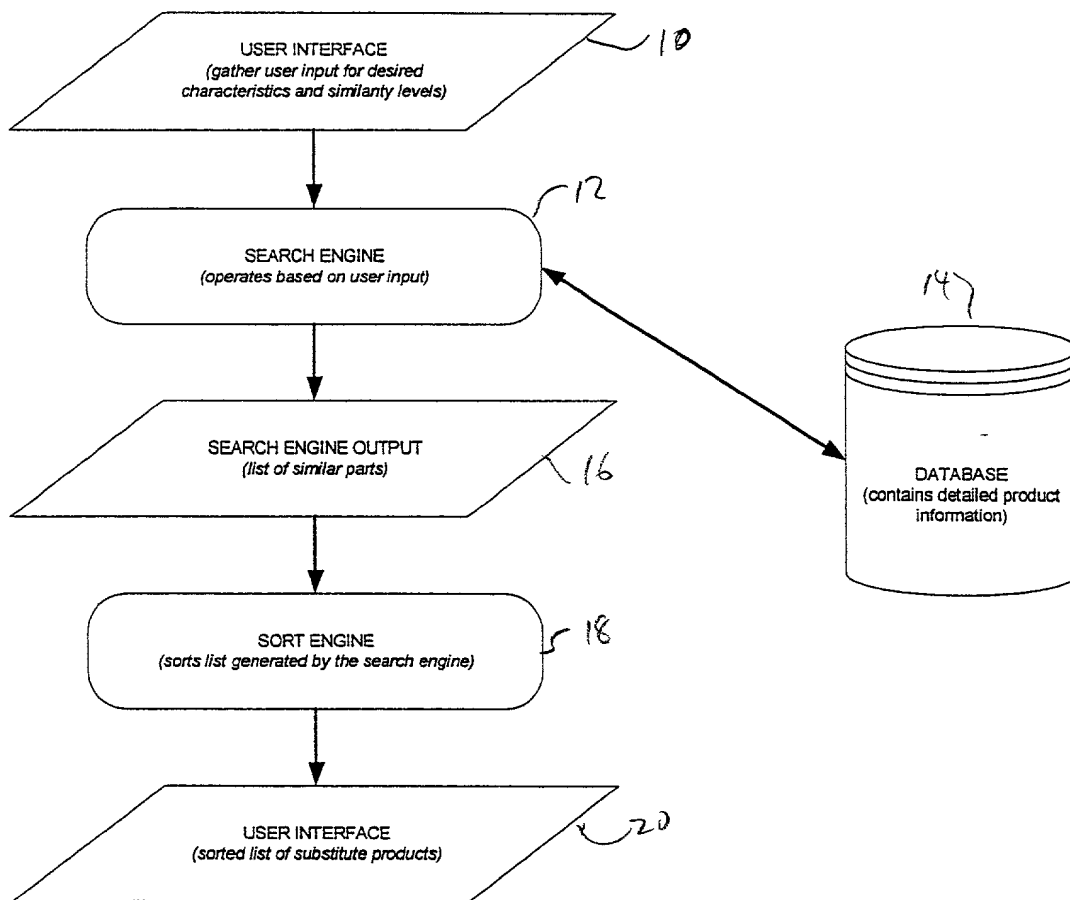 USER INTERFACE
(gather user input for desired
characteristics and similarity levels)
10
SEARCH ENGINE
(operates based on user input)
12
14
DATABASE
(contains detailed product
information)
SEARCH ENGINE OUTPUT
(list of similar parts)
16
SORT ENGINE
(sorts list generated by the search engine)
18
USER INTERFACE
(sorted list of substitute products)
20